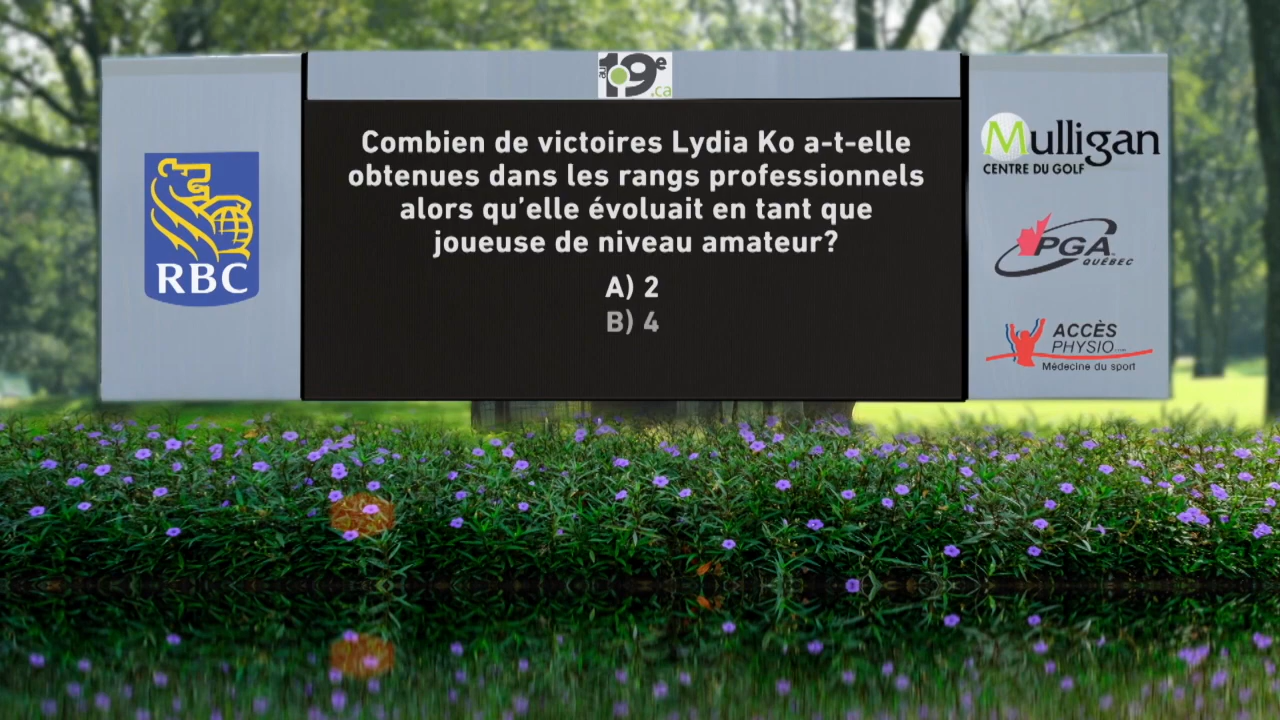 au
19e
.ca
Combien de victoires Lydia Ko a-t-elle
obtenues dans les rangs professionnels
alors qu'elle évoluait en tant que
joueuse de niveau amateur?
A) 2
B) 4
RBC
Mulligan
CENTRE DU GOLF
PGA
QUÉBEC
ACCÈS
PHYSIO
Médecine du sport